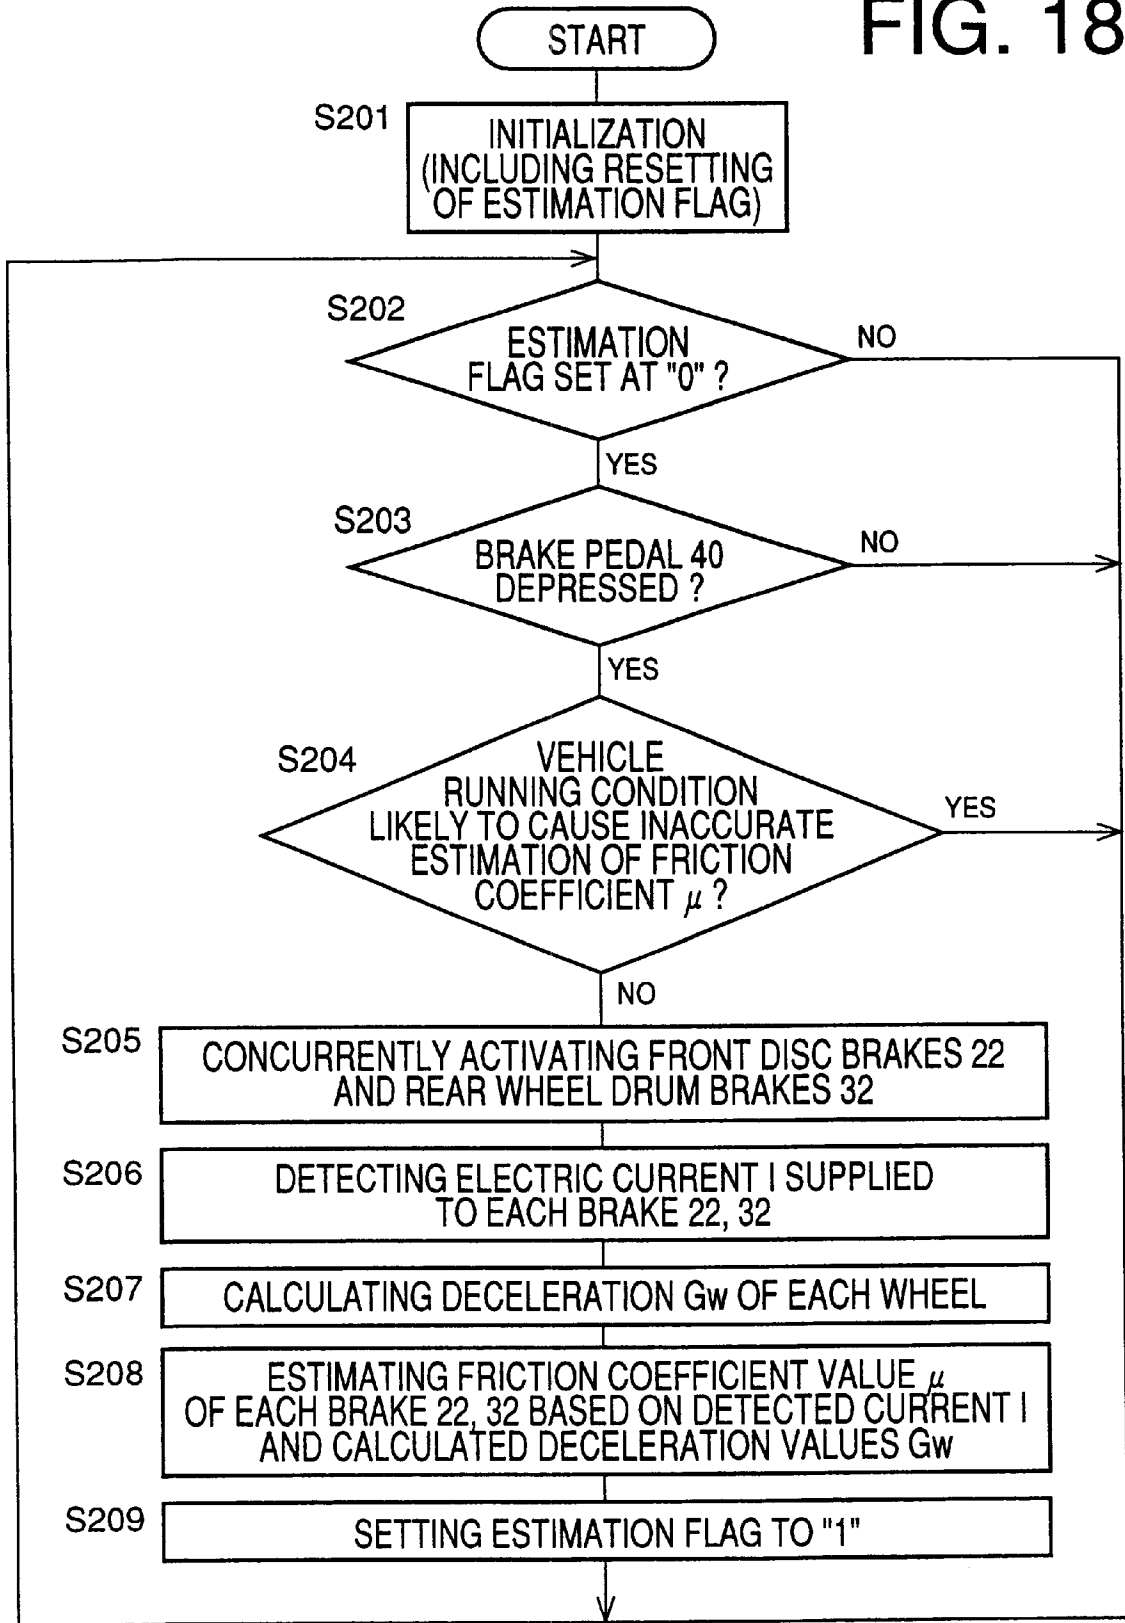 FIG. 18
START
S201
INITIALIZATION
(INCLUDING RESETTING
OF ESTIMATION FLAG)
S202
ESTIMATION
FLAG SET AT "0" ?
NO
YES
S203
BRAKE PEDAL 40
DEPRESSED ?
NO
YES
S204
VEHICLE
RUNNING CONDITION
LIKELY TO CAUSE INACCURATE
ESTIMATION OF FRICTION
COEFFICIENT μ ?
YES
NO
S205
CONCURRENTLY ACTIVATING FRONT DISC BRAKES 22
AND REAR WHEEL DRUM BRAKES 32
S206
DETECTING ELECTRIC CURRENT I SUPPLIED
TO EACH BRAKE 22, 32
S207
CALCULATING DECELERATION Gw OF EACH WHEEL
S208
ESTIMATING FRICTION COEFFICIENT VALUE μ
OF EACH BRAKE 22, 32 BASED ON DETECTED CURRENT I
AND CALCULATED DECELERATION VALUES Gw
S209
SETTING ESTIMATION FLAG TO "1"